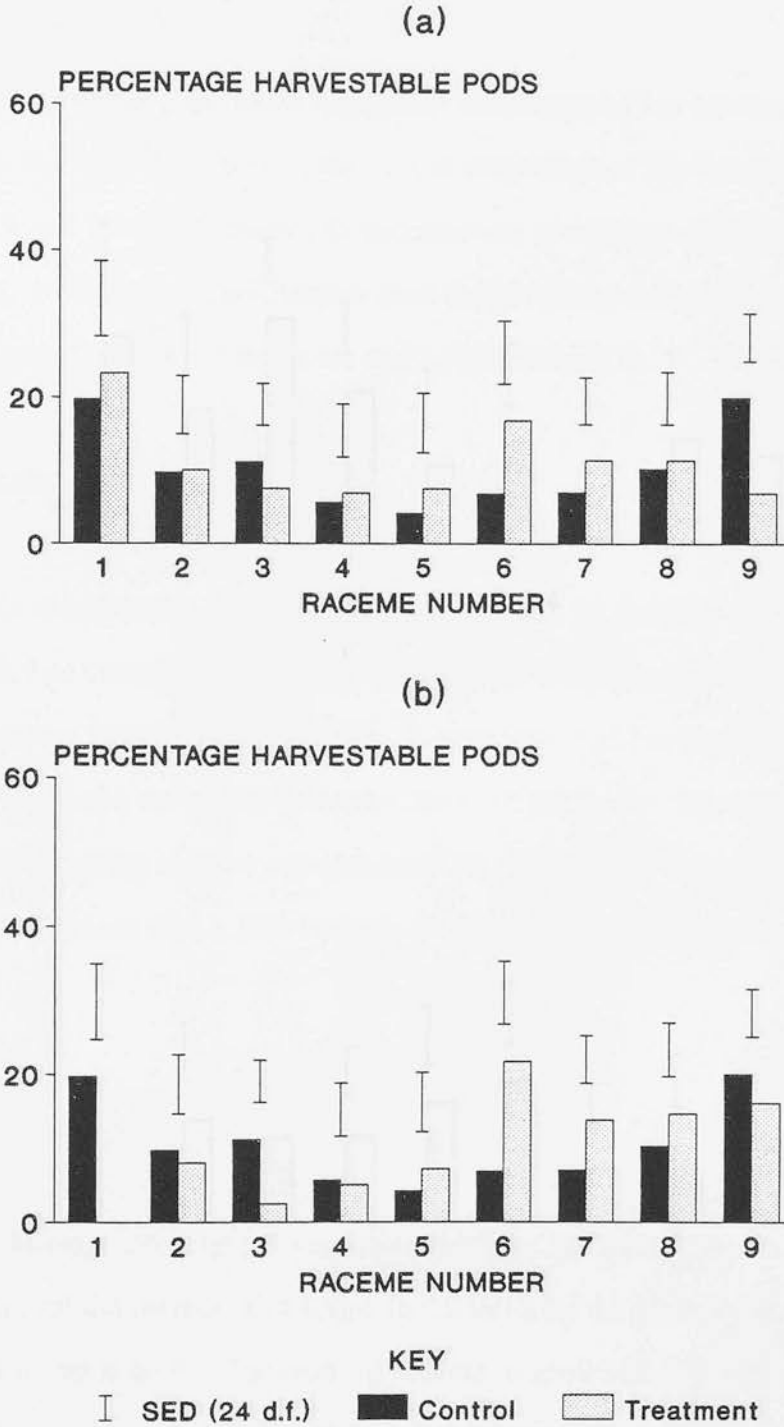 (a)
PERCENTAGE HARVESTABLE PODS
60
40
20
0
1 2 3 4 5 6 7 8 9
RACEME NUMBER
(b)
PERCENTAGE HARVESTABLE PODS
60
40
20
0
1 2 3 4 5 6 7 8 9
RACEME NUMBER
KEY
SED (24 d.f.) Control Treatment